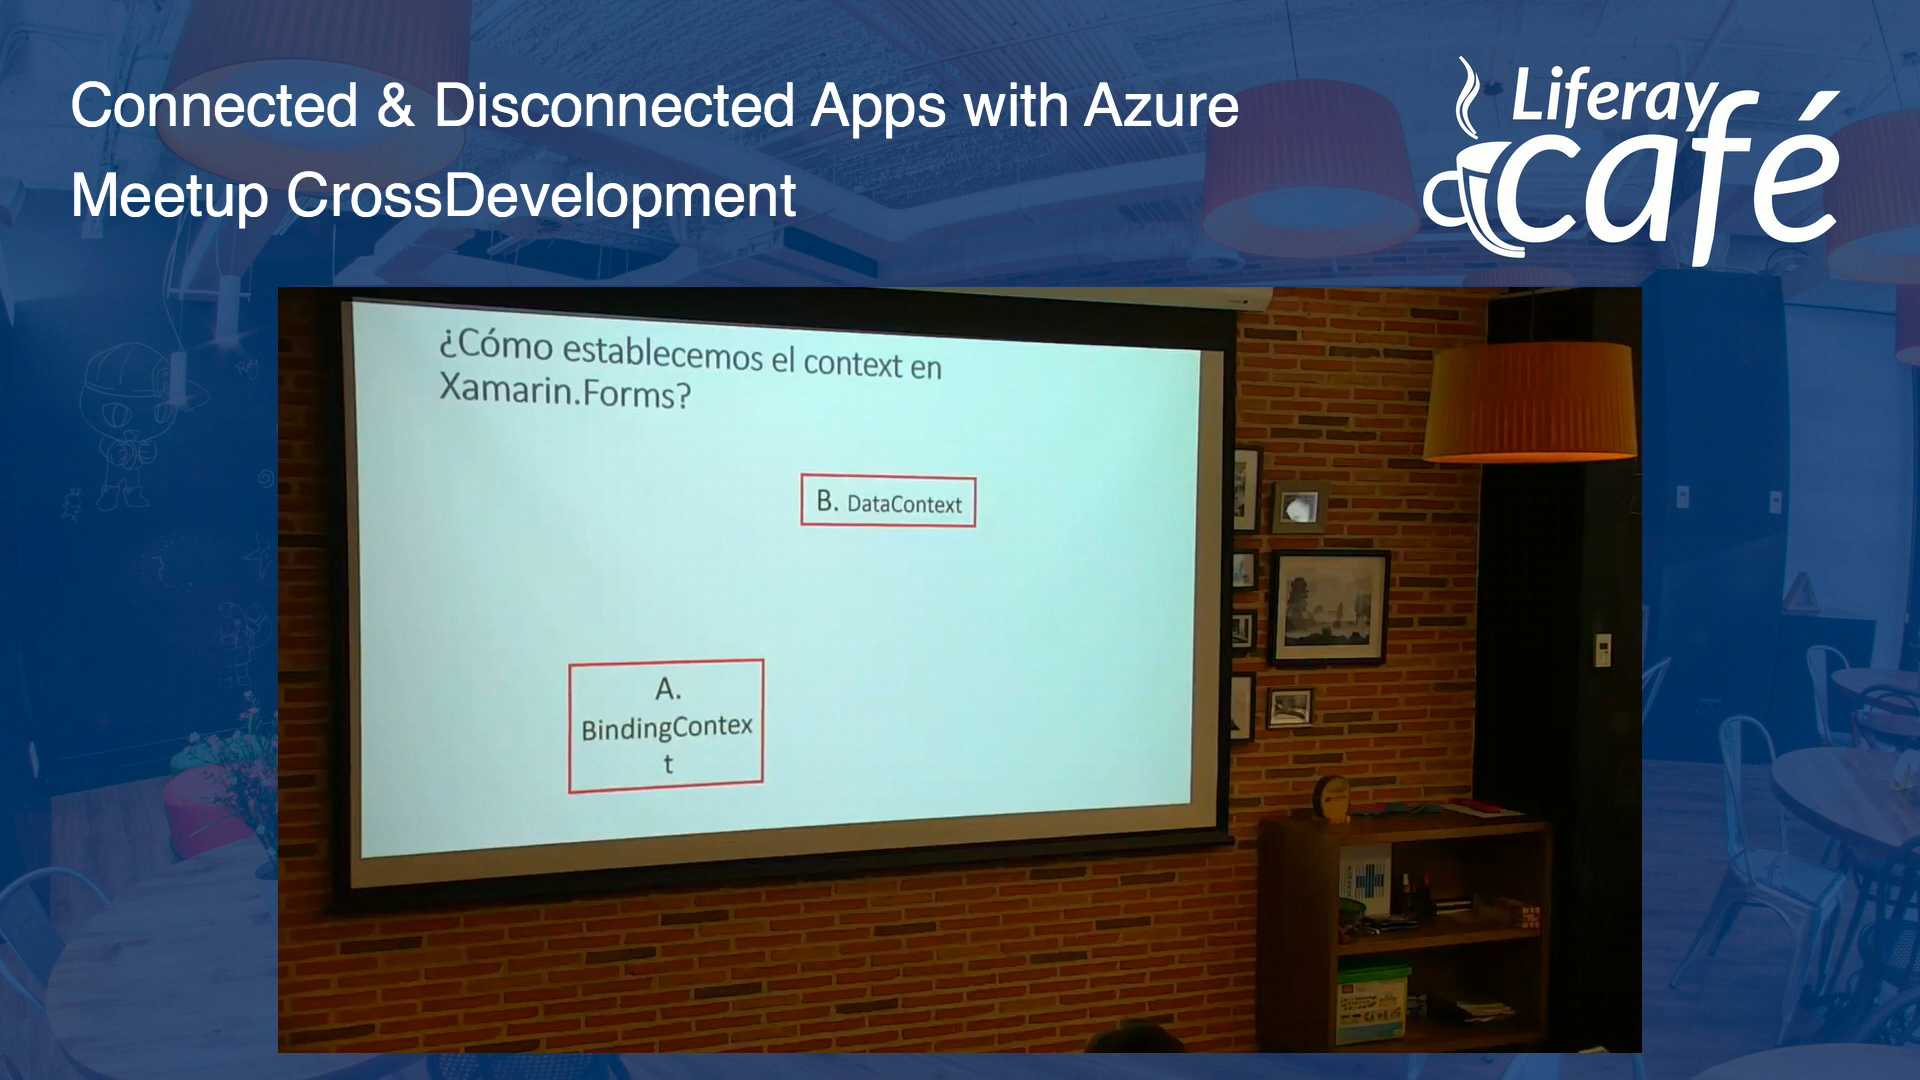 Connected & Disconnected Apps with Azure
Meetup CrossDevelopment
Liferay
café
¿Cómo establecemos el context en
Xamarin.Forms?
B. DataContext
A.
BindingContex
t